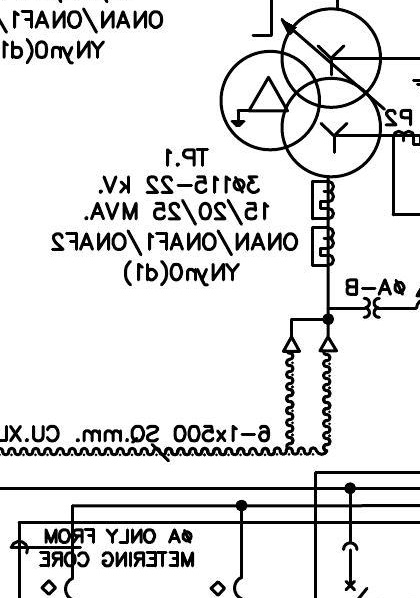 ONAN/ONAF1/
YNyn0(d1)
P2
TP.1
3ø115-22 kV.
15/20/25 MVA.
ONAN/ONAF1/ONAF2
YNyn0(d1)
øA-B
6-1x500 SQ.mm. CU.XL
øA ONLY FROM
METERING CORE